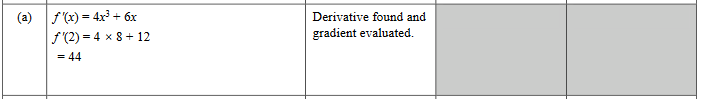 (a)
f '(x) = 4x³ + 6x
f '(2) = 4 × 8 + 12
= 44
Derivative found and
gradient evaluated.